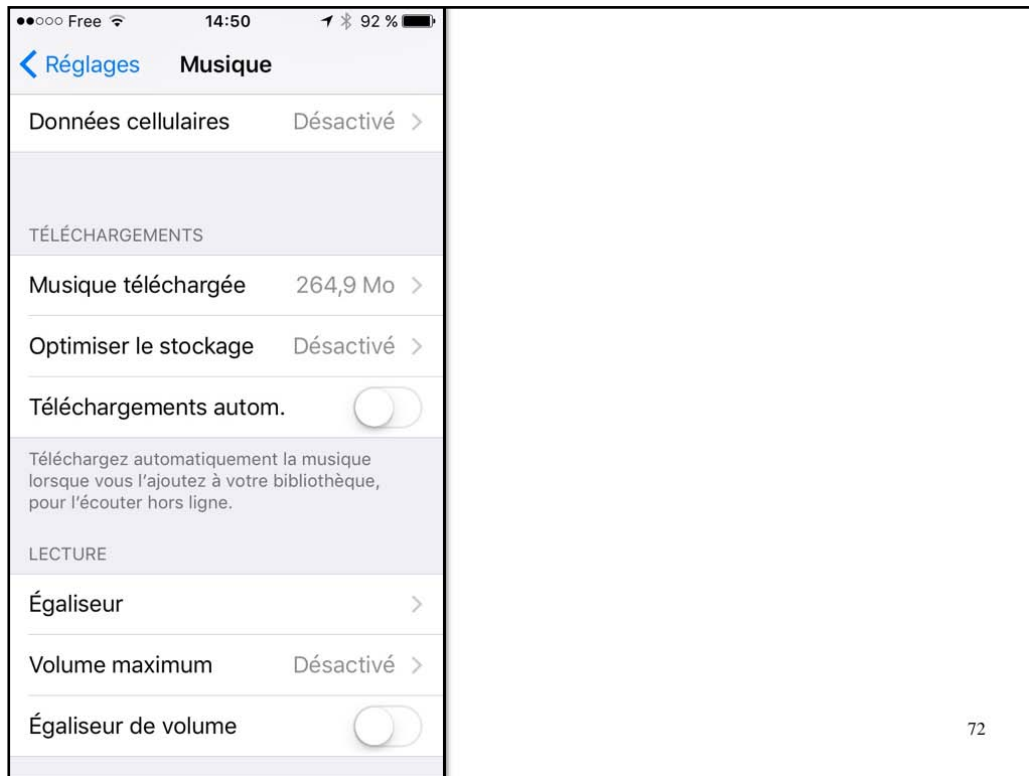 Free 14:50 92 %
Réglages Musique
Données cellulaires Désactivé
TÉLÉCHARGEMENTS
Musique téléchargée 264,9 Mo
Optimiser le stockage Désactivé
Téléchargements autom.
Téléchargez automatiquement la musique
lorsque vous l'ajoutez à votre bibliothèque,
pour l'écouter hors ligne.
LECTURE
Égaliseur
Volume maximum Désactivé
Égaliseur de volume
72